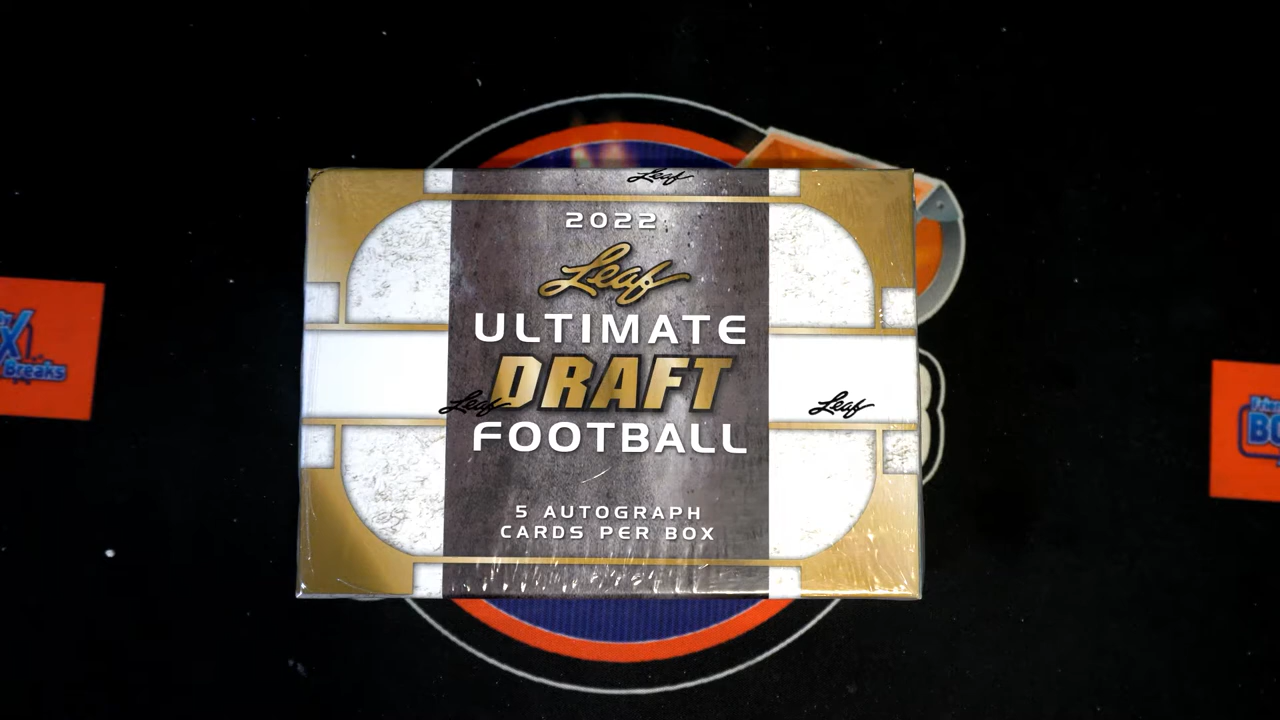 Leaf
2022
Leaf
ULTIMATE
DRAFT
Leaf
Leaf
FOOTBALL
5 AUTOGRAPH
CARDS PER BOX
Breaks